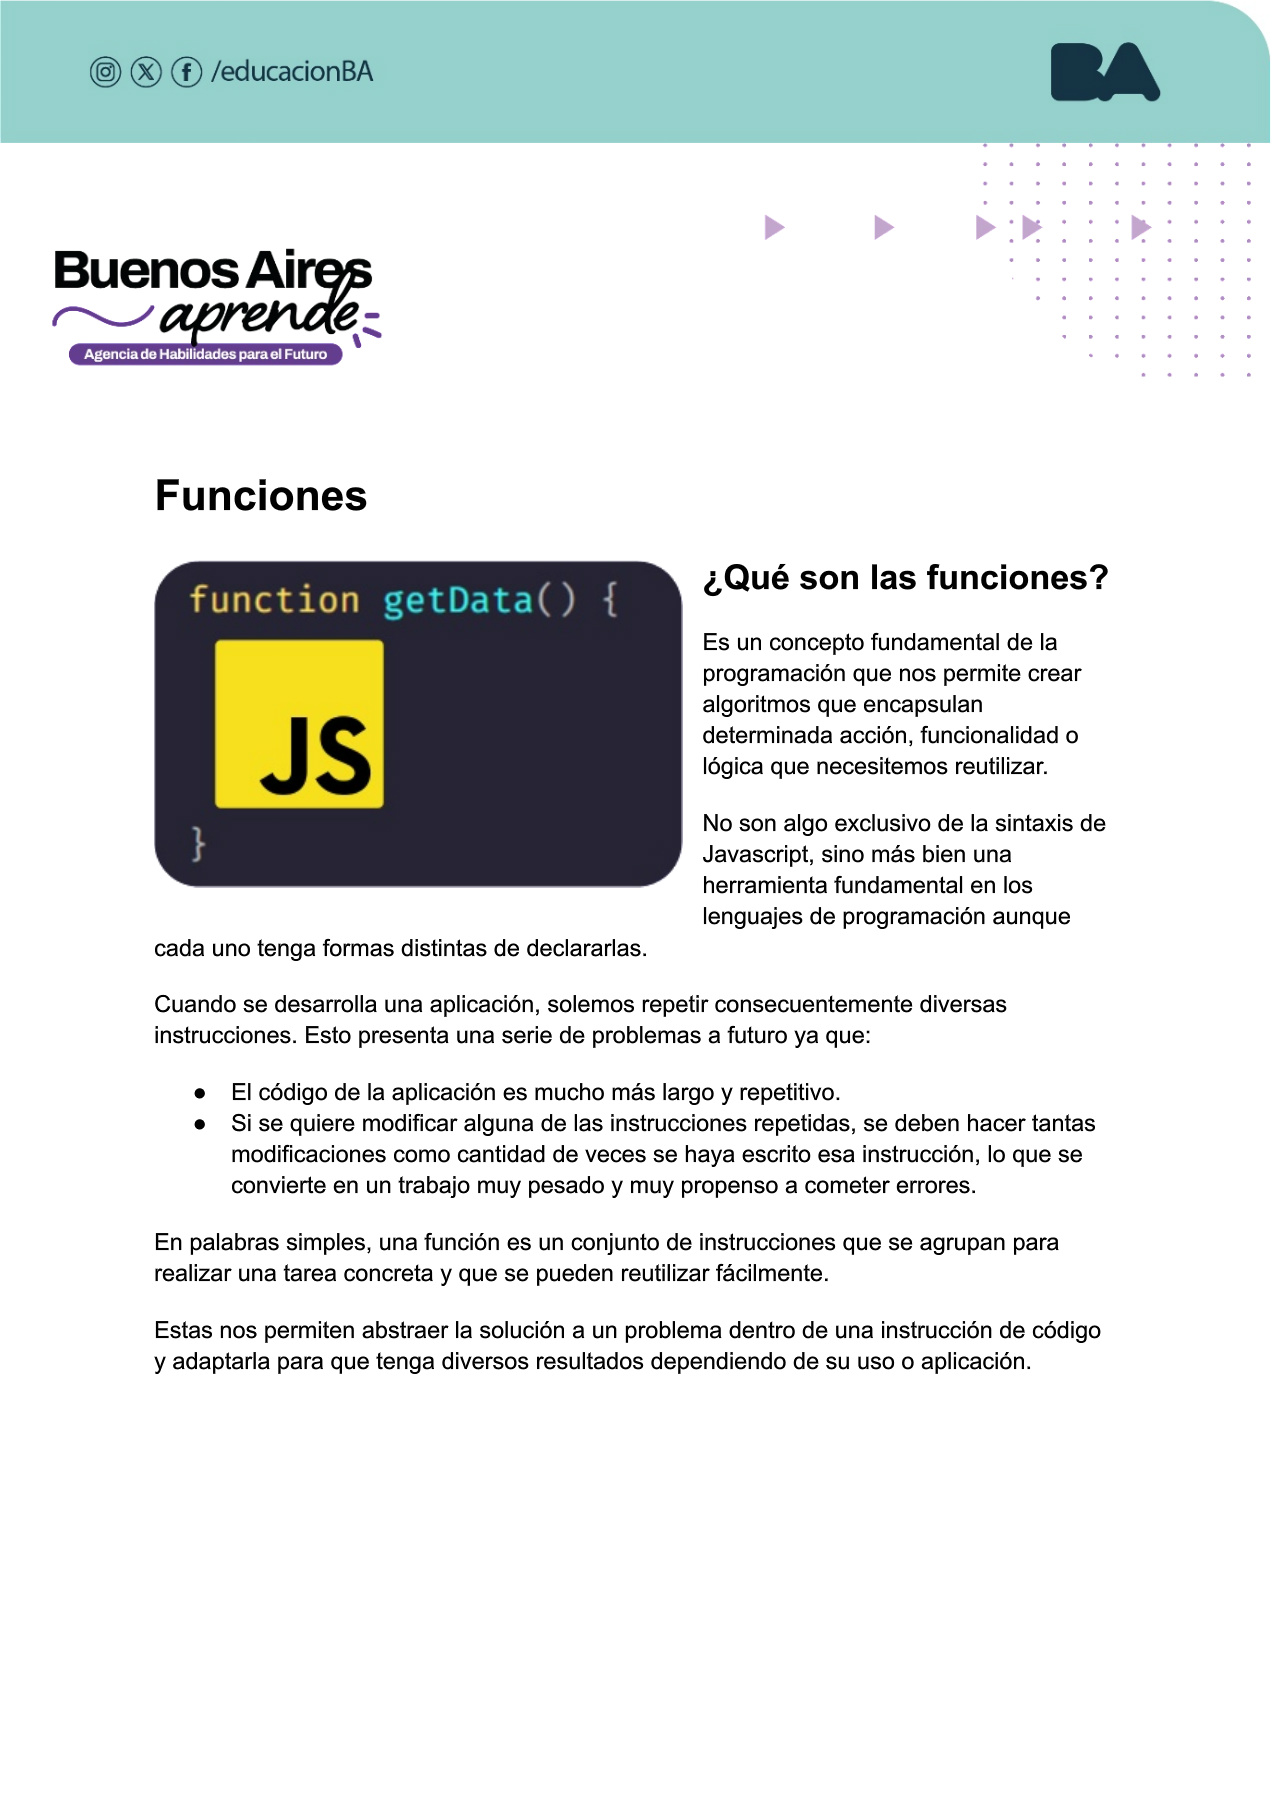 /educacionBA
BA
Buenos Aires
aprende
Agencia de Habilidades para el Futuro
Funciones
function getData() {
JS
}
¿Qué son las funciones?
Es un concepto fundamental de la
programación que nos permite crear
algoritmos que encapsulan
determinada acción, funcionalidad o
lógica que necesitemos reutilizar.
No son algo exclusivo de la sintaxis de
Javascript, sino más bien una
herramienta fundamental en los
lenguajes de programación aunque
cada uno tenga formas distintas de declararlas.
Cuando se desarrolla una aplicación, solemos repetir consecuentemente diversas
instrucciones. Esto presenta una serie de problemas a futuro ya que:
● El código de la aplicación es mucho más largo y repetitivo.
● Si se quiere modificar alguna de las instrucciones repetidas, se deben hacer tantas
modificaciones como cantidad de veces se haya escrito esa instrucción, lo que se
convierte en un trabajo muy pesado y muy propenso a cometer errores.
En palabras simples, una función es un conjunto de instrucciones que se agrupan para
realizar una tarea concreta y que se pueden reutilizar fácilmente.
Estas nos permiten abstraer la solución a un problema dentro de una instrucción de código
y adaptarla para que tenga diversos resultados dependiendo de su uso o aplicación.